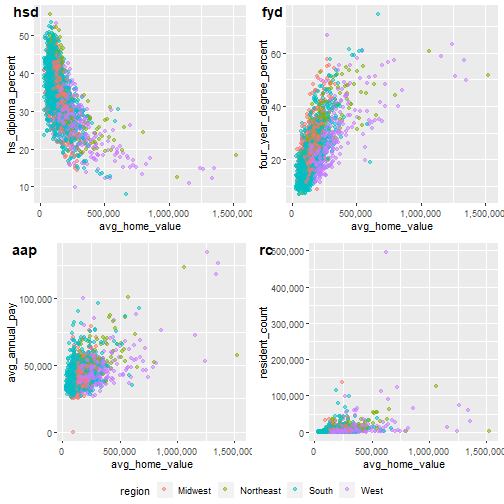 hsd
hs_diploma_percent
50
40
30
20
10
0
500,000
1,000,000
1,500,000
avg_home_value
fyd
four_year_degree_percent
60
40
20
0
500,000
1,000,000
1,500,000
avg_home_value
aap
avg_annual_pay
100,000
50,000
0
0
500,000
1,000,000
1,500,000
avg_home_value
rc
resident_count
500,000
400,000
300,000
200,000
100,000
0
0
500,000
1,000,000
1,500,000
avg_home_value
region Midwest Northeast South West